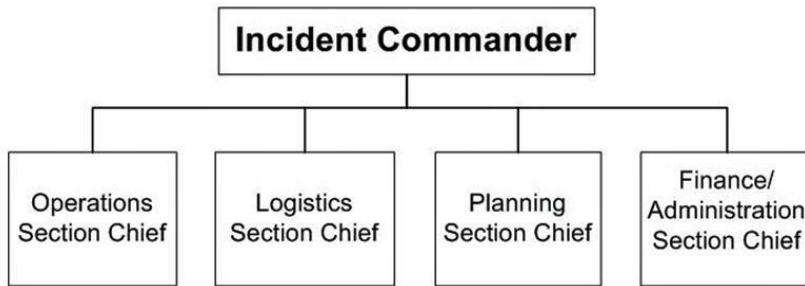 Incident Commander
Operations
Section Chief
Logistics
Section Chief
Planning
Section Chief
Finance/
Administration
Section Chief